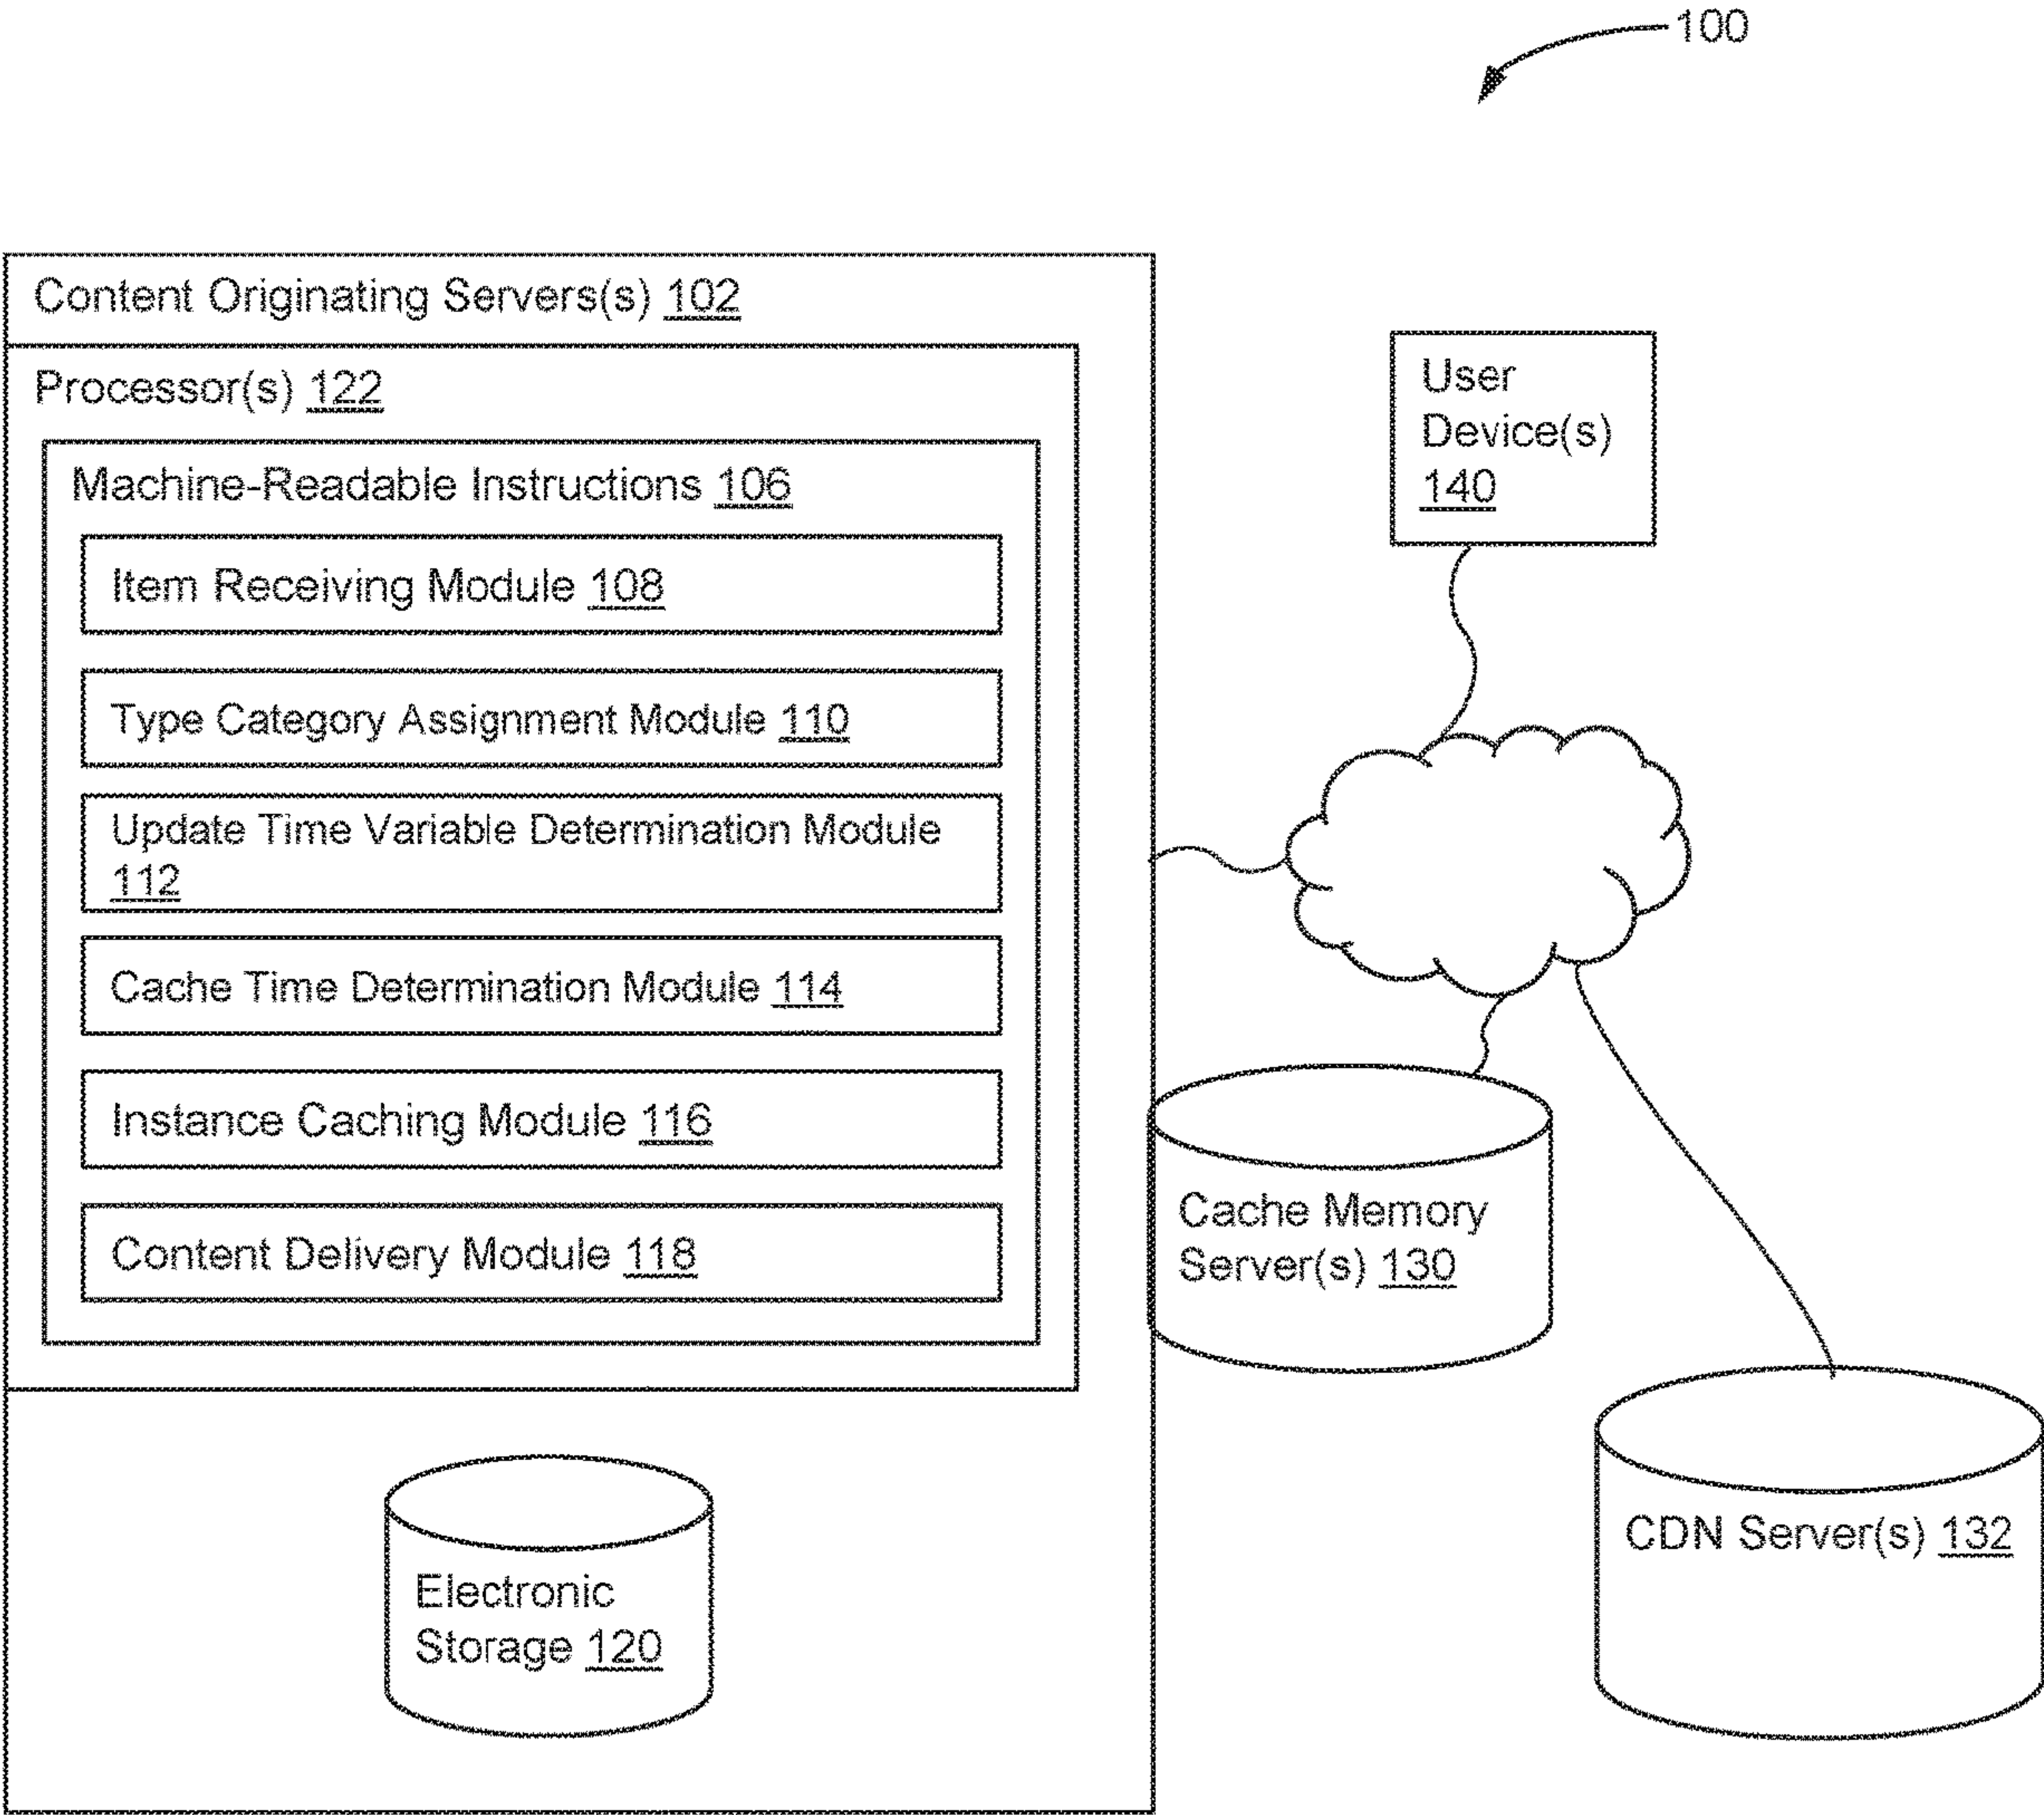 100
Content Originating Servers(s) 102
Processor(s) 122
Machine-Readable Instructions 106
Item Receiving Module 108
Type Category Assignment Module 110
Update Time Variable Determination Module
112
Cache Time Determination Module 114
Instance Caching Module 116
Content Delivery Module 118
Electronic
Storage 120
User
Device(s)
140
Cache Memory
Server(s) 130
CDN Server(s) 132